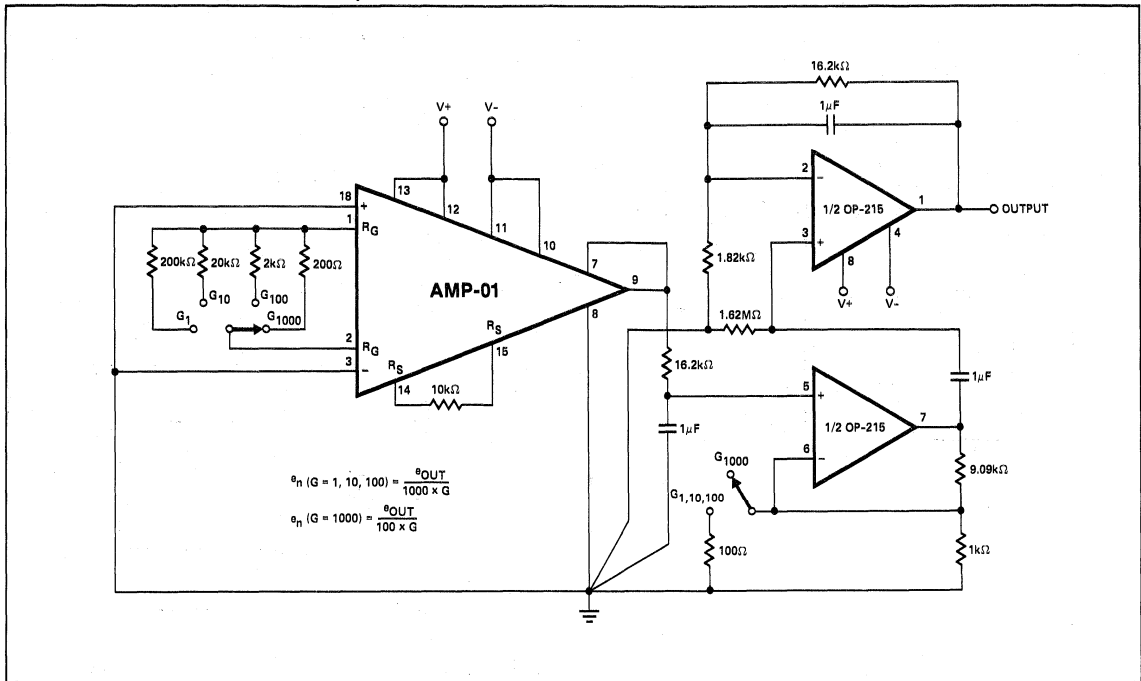 16.2kΩ
1μF
V+
V-
18
+
13
12
11
10
1
RG
200kΩ
20kΩ
2kΩ
200Ω
G10
G100
G1
G1000
2
RG
3
−
AMP-01
RS
14
RS
15
10kΩ
7
9
8
2
−
1/2 OP-215
1
OUTPUT
3
+
4
8
V+
V-
1.82kΩ
1.62MΩ
16.2kΩ
1μF
1μF
5
+
1/2 OP-215
7
6
−
9.09kΩ
G1000
G1,10,100
100Ω
1kΩ
en (G = 1, 10, 100) = eOUT
1000 x G
en (G = 1000) = eOUT
100 x G